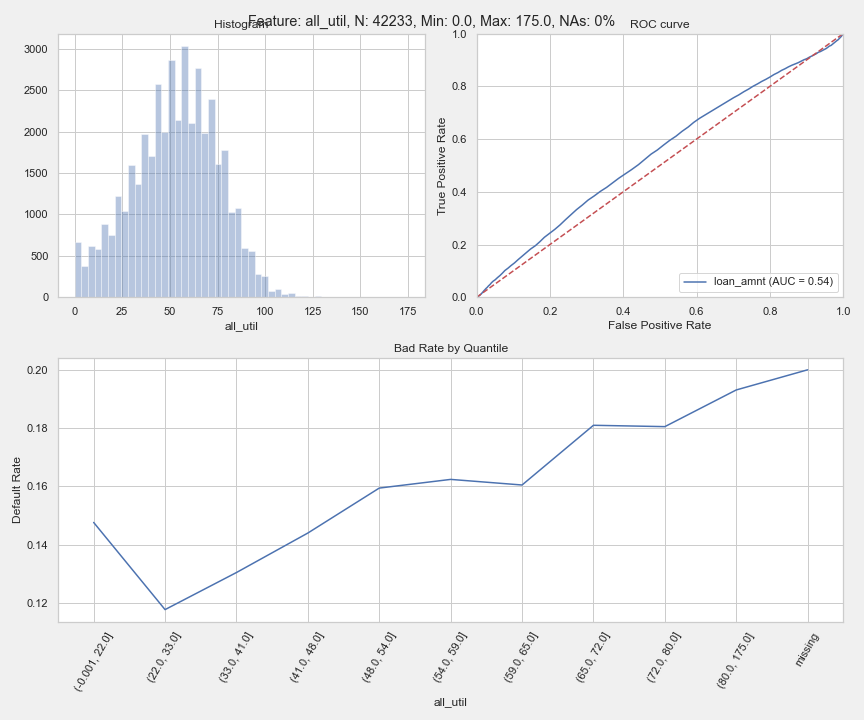 Feature: all_util, N: 42233, Min: 0.0, Max: 175.0, NAs: 0%
Histogram
3000
2500
2000
1500
1000
500
0
0 25 50 75 100 125 150 175
all_util
ROC curve
True Positive Rate
1.0
0.8
0.6
0.4
0.2
0.0
loan_amnt (AUC = 0.54)
0.0 0.2 0.4 0.6 0.8 1.0
False Positive Rate
Bad Rate by Quantile
Default Rate
0.20
0.18
0.16
0.14
0.12
(-0.001, 22.0]
(22.0, 33.0]
(33.0, 41.0]
(41.0, 48.0]
(48.0, 54.0]
(54.0, 59.0]
(59.0, 65.0]
(65.0, 72.0]
(72.0, 80.0]
(80.0, 175.0]
missing
all_util